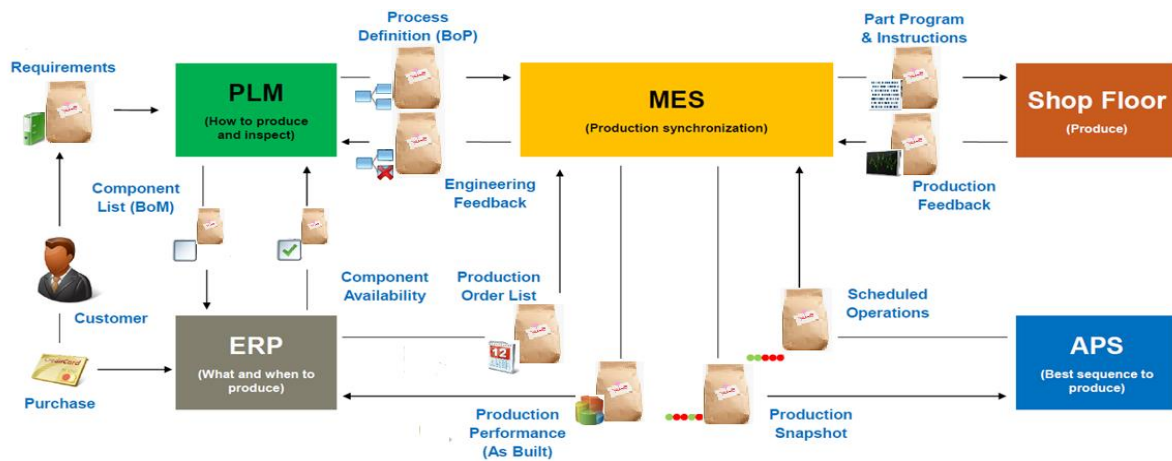 Requirements
Process
Definition (BoP)
Part Program
& Instructions
PLM
(How to produce
and inspect)
MES
(Production synchronization)
Shop Floor
(Produce)
Component
List (BoM)
Engineering
Feedback
Production
Feedback
Customer
Component
Availability
Production
Order List
12
Scheduled
Operations
ERP
(What and when to
produce)
APS
(Best sequence to
produce)
Purchase
Production
Performance
(As Built)
Production
Snapshot